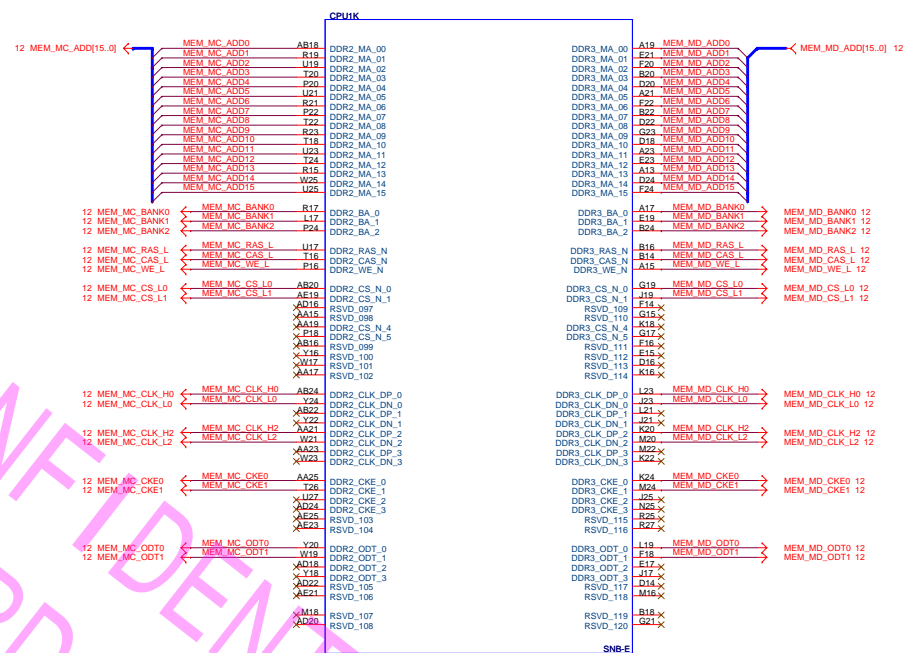 CPU1K
12 MEM_MC_ADD[15..0] MEM_MD_ADD[15..0] 12
MEM_MC_ADD0 AB18 DDR2_MA_00 DDR3_MA_00 A19 MEM_MD_ADD0
MEM_MC_ADD1 R19 DDR2_MA_01 DDR3_MA_01 E21 MEM_MD_ADD1
MEM_MC_ADD2 U19 DDR2_MA_02 DDR3_MA_02 F20 MEM_MD_ADD2
MEM_MC_ADD3 T20 DDR2_MA_03 DDR3_MA_03 B20 MEM_MD_ADD3
MEM_MC_ADD4 P20 DDR2_MA_04 DDR3_MA_04 D20 MEM_MD_ADD4
MEM_MC_ADD5 U21 DDR2_MA_05 DDR3_MA_05 A21 MEM_MD_ADD5
MEM_MC_ADD6 R21 DDR2_MA_06 DDR3_MA_06 F22 MEM_MD_ADD6
MEM_MC_ADD7 P22 DDR2_MA_07 DDR3_MA_07 B22 MEM_MD_ADD7
MEM_MC_ADD8 T22 DDR2_MA_08 DDR3_MA_08 D22 MEM_MD_ADD8
MEM_MC_ADD9 R23 DDR2_MA_09 DDR3_MA_09 G23 MEM_MD_ADD9
MEM_MC_ADD10 T18 DDR2_MA_10 DDR3_MA_10 D18 MEM_MD_ADD10
MEM_MC_ADD11 U23 DDR2_MA_11 DDR3_MA_11 A23 MEM_MD_ADD11
MEM_MC_ADD12 T24 DDR2_MA_12 DDR3_MA_12 E23 MEM_MD_ADD12
MEM_MC_ADD13 R15 DDR2_MA_13 DDR3_MA_13 A13 MEM_MD_ADD13
MEM_MC_ADD14 W25 DDR2_MA_14 DDR3_MA_14 D24 MEM_MD_ADD14
MEM_MC_ADD15 U25 DDR2_MA_15 DDR3_MA_15 F24 MEM_MD_ADD15
12 MEM_MC_BANK0 MEM_MC_BANK0 R17 DDR2_BA_0 DDR3_BA_0 A17 MEM_MD_BANK0 MEM_MD_BANK0 12
12 MEM_MC_BANK1 MEM_MC_BANK1 L17 DDR2_BA_1 DDR3_BA_1 E19 MEM_MD_BANK1 MEM_MD_BANK1 12
12 MEM_MC_BANK2 MEM_MC_BANK2 P24 DDR2_BA_2 DDR3_BA_2 B24 MEM_MD_BANK2 MEM_MD_BANK2 12
12 MEM_MC_RAS_L MEM_MC_RAS_L U17 DDR2_RAS_N DDR3_RAS_N B16 MEM_MD_RAS_L MEM_MD_RAS_L 12
12 MEM_MC_CAS_L MEM_MC_CAS_L T16 DDR2_CAS_N DDR3_CAS_N B14 MEM_MD_CAS_L MEM_MD_CAS_L 12
12 MEM_MC_WE_L MEM_MC_WE_L P16 DDR2_WE_N DDR3_WE_N A15 MEM_MD_WE_L MEM_MD_WE_L 12
12 MEM_MC_CS_L0 MEM_MC_CS_L0 AB20 DDR2_CS_N_0 DDR3_CS_N_0 G19 MEM_MD_CS_L0 MEM_MD_CS_L0 12
12 MEM_MC_CS_L1 MEM_MC_CS_L1 AE19 DDR2_CS_N_1 DDR3_CS_N_1 J19 MEM_MD_CS_L1 MEM_MD_CS_L1 12
AD16 RSVD_097 RSVD_109 F14
AA15 RSVD_098 RSVD_110 G15
AA19 DDR2_CS_N_4 DDR3_CS_N_4 K18
P18 DDR2_CS_N_5 DDR3_CS_N_5 G17
AB16 RSVD_099 RSVD_111 F16
Y16 RSVD_100 RSVD_112 E15
W17 RSVD_101 RSVD_113 D16
AA17 RSVD_102 RSVD_114 K16
12 MEM_MC_CLK_H0 MEM_MC_CLK_H0 AB24 DDR2_CLK_DP_0 DDR3_CLK_DP_0 L23 MEM_MD_CLK_H0 MEM_MD_CLK_H0 12
12 MEM_MC_CLK_L0 MEM_MC_CLK_L0 Y24 DDR2_CLK_DN_0 DDR3_CLK_DN_0 J23 MEM_MD_CLK_L0 MEM_MD_CLK_L0 12
AB22 DDR2_CLK_DP_1 DDR3_CLK_DP_1 L21
Y22 DDR2_CLK_DN_1 DDR3_CLK_DN_1 J21
12 MEM_MC_CLK_H2 MEM_MC_CLK_H2 AA21 DDR2_CLK_DP_2 DDR3_CLK_DP_2 K20 MEM_MD_CLK_H2 MEM_MD_CLK_H2 12
12 MEM_MC_CLK_L2 MEM_MC_CLK_L2 W21 DDR2_CLK_DN_2 DDR3_CLK_DN_2 M20 MEM_MD_CLK_L2 MEM_MD_CLK_L2 12
AA23 DDR2_CLK_DP_3 DDR3_CLK_DP_3 M22
W23 DDR2_CLK_DN_3 DDR3_CLK_DN_3 K22
12 MEM_MC_CKE0 MEM_MC_CKE0 AA25 DDR2_CKE_0 DDR3_CKE_0 K24 MEM_MD_CKE0 MEM_MD_CKE0 12
12 MEM_MC_CKE1 MEM_MC_CKE1 T26 DDR2_CKE_1 DDR3_CKE_1 M24 MEM_MD_CKE1 MEM_MD_CKE1 12
U27 DDR2_CKE_2 DDR3_CKE_2 J25
AD24 DDR2_CKE_3 DDR3_CKE_3 N25
AE25 RSVD_103 RSVD_115 R25
AE23 RSVD_104 RSVD_116 R27
12 MEM_MC_ODT0 MEM_MC_ODT0 Y20 DDR2_ODT_0 DDR3_ODT_0 L19 MEM_MD_ODT0 MEM_MD_ODT0 12
12 MEM_MC_ODT1 MEM_MC_ODT1 W19 DDR2_ODT_1 DDR3_ODT_1 F18 MEM_MD_ODT1 MEM_MD_ODT1 12
AD18 DDR2_ODT_2 DDR3_ODT_2 E17
Y18 DDR2_ODT_3 DDR3_ODT_3 J17
AD22 RSVD_105 RSVD_117 D14
AE21 RSVD_106 RSVD_118 M16
M18 RSVD_107 RSVD_119 B18
AD20 RSVD_108 RSVD_120 G21
SNB-E